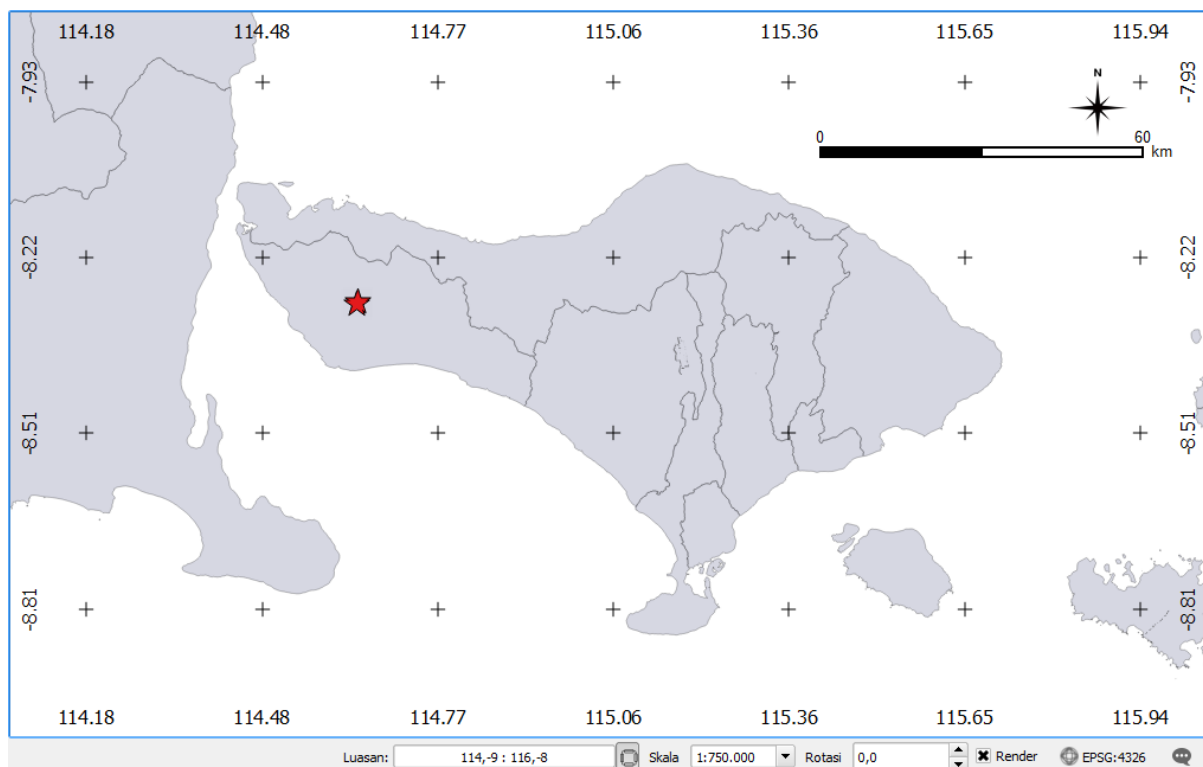 114.18 114.48 114.77 115.06 115.36 115.65 115.94
-7.93 -7.93
N
0 60
km
-8.22 -8.22
-8.51 -8.51
-8.81 -8.81
114.18 114.48 114.77 115.06 115.36 115.65 115.94
Luasan: 114,-9 : 116,-8 Skala 1:750.000 Rotasi 0,0 Render EPSG:4326